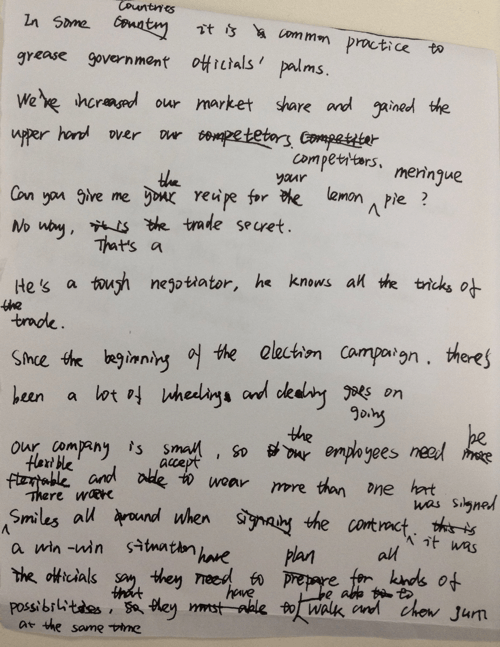 Countries
In some Country it is a common practice to
grease government officials' palms.
We've increased our market share and gained the
upper hand over our competetors. Competiter
competitors.
meringue
the your
Can you give me your recipe for the lemon ^ pie ?
No way, it is the trade secret.
That's a
He's a tough negotiator, he knows all the tricks of
the
trade.
Since the beginning of the election campaign. there's
been a lot of wheelings and dealing goes on
going
the be
Our company is small, so our employees need more
flexible accept
flexiable and able to wear more than one hat
There were was signed
^ Smiles all around when signning the contract. ^ this is it was
a win-win situation
have plan all
The officials say they need to prepare for kinds of
that have be able to
possibilities, so they must able to walk and chew gum
at the same time